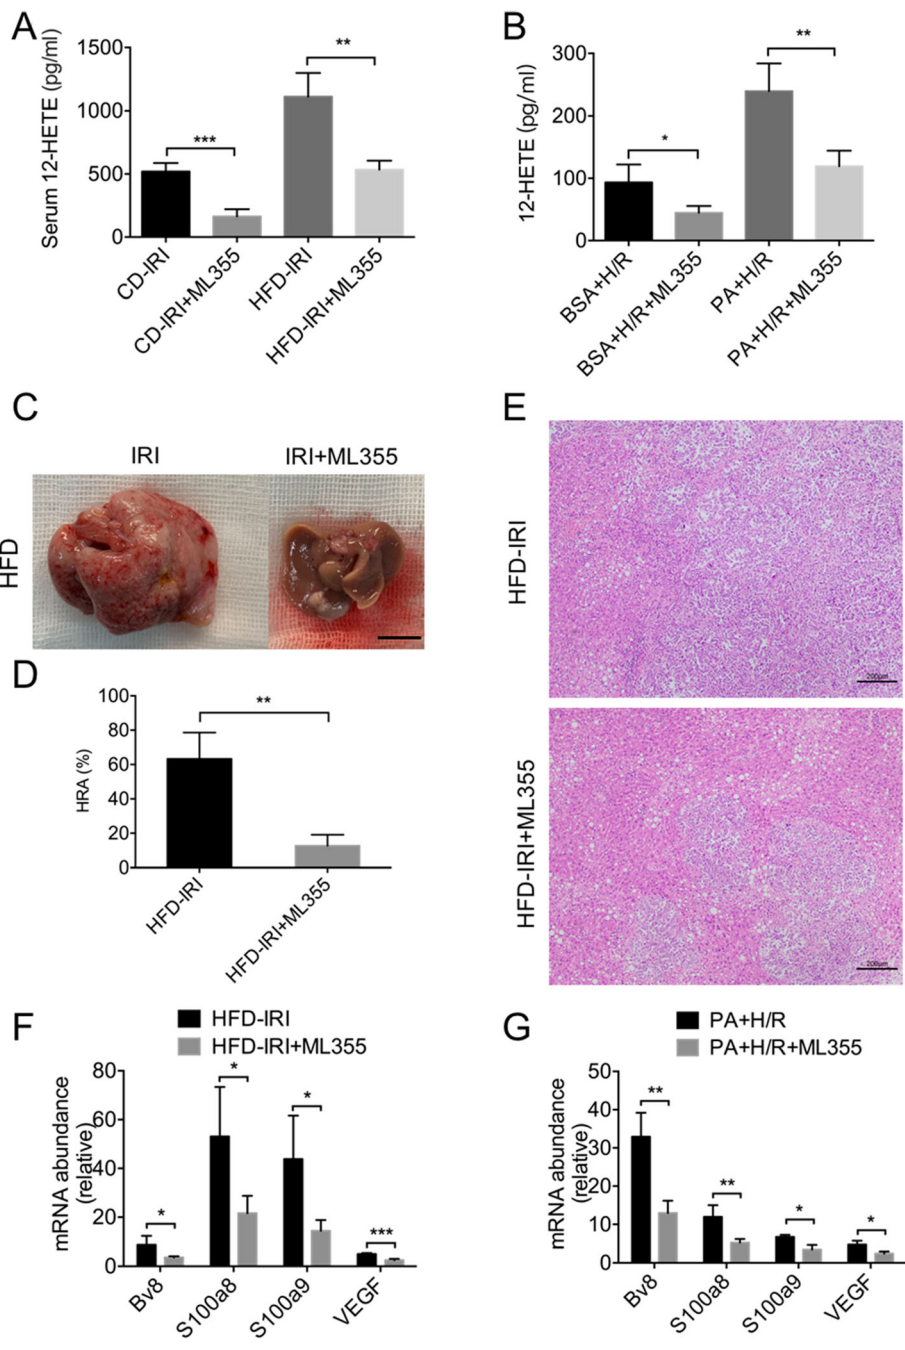 A
Serum 12-HETE (pg/ml)
1500
1000
500
0
**
***
CD-IRI
CD-IRI+ML355
HFD-IRI
HFD-IRI+ML355
B
12-HETE (pg/ml)
300
200
100
0
**
*
BSA+H/R
BSA+H/R+ML355
PA+H/R
PA+H/R+ML355
C
IRI
IRI+ML355
HFD
D
HRA (%)
100
80
60
40
20
0
**
HFD-IRI
HFD-IRI+ML355
E
HFD-IRI
200μm
HFD-IRI+ML355
200μm
F
HFD-IRI
HFD-IRI+ML355
mRNA abundance
(relative)
80
60
40
20
0
*
*
*
***
Bv8
S100a8
S100a9
VEGF
G
PA+H/R
PA+H/R+ML355
mRNA abundance
(relative)
50
40
30
20
10
0
**
**
*
*
Bv8
S100a8
S100a9
VEGF